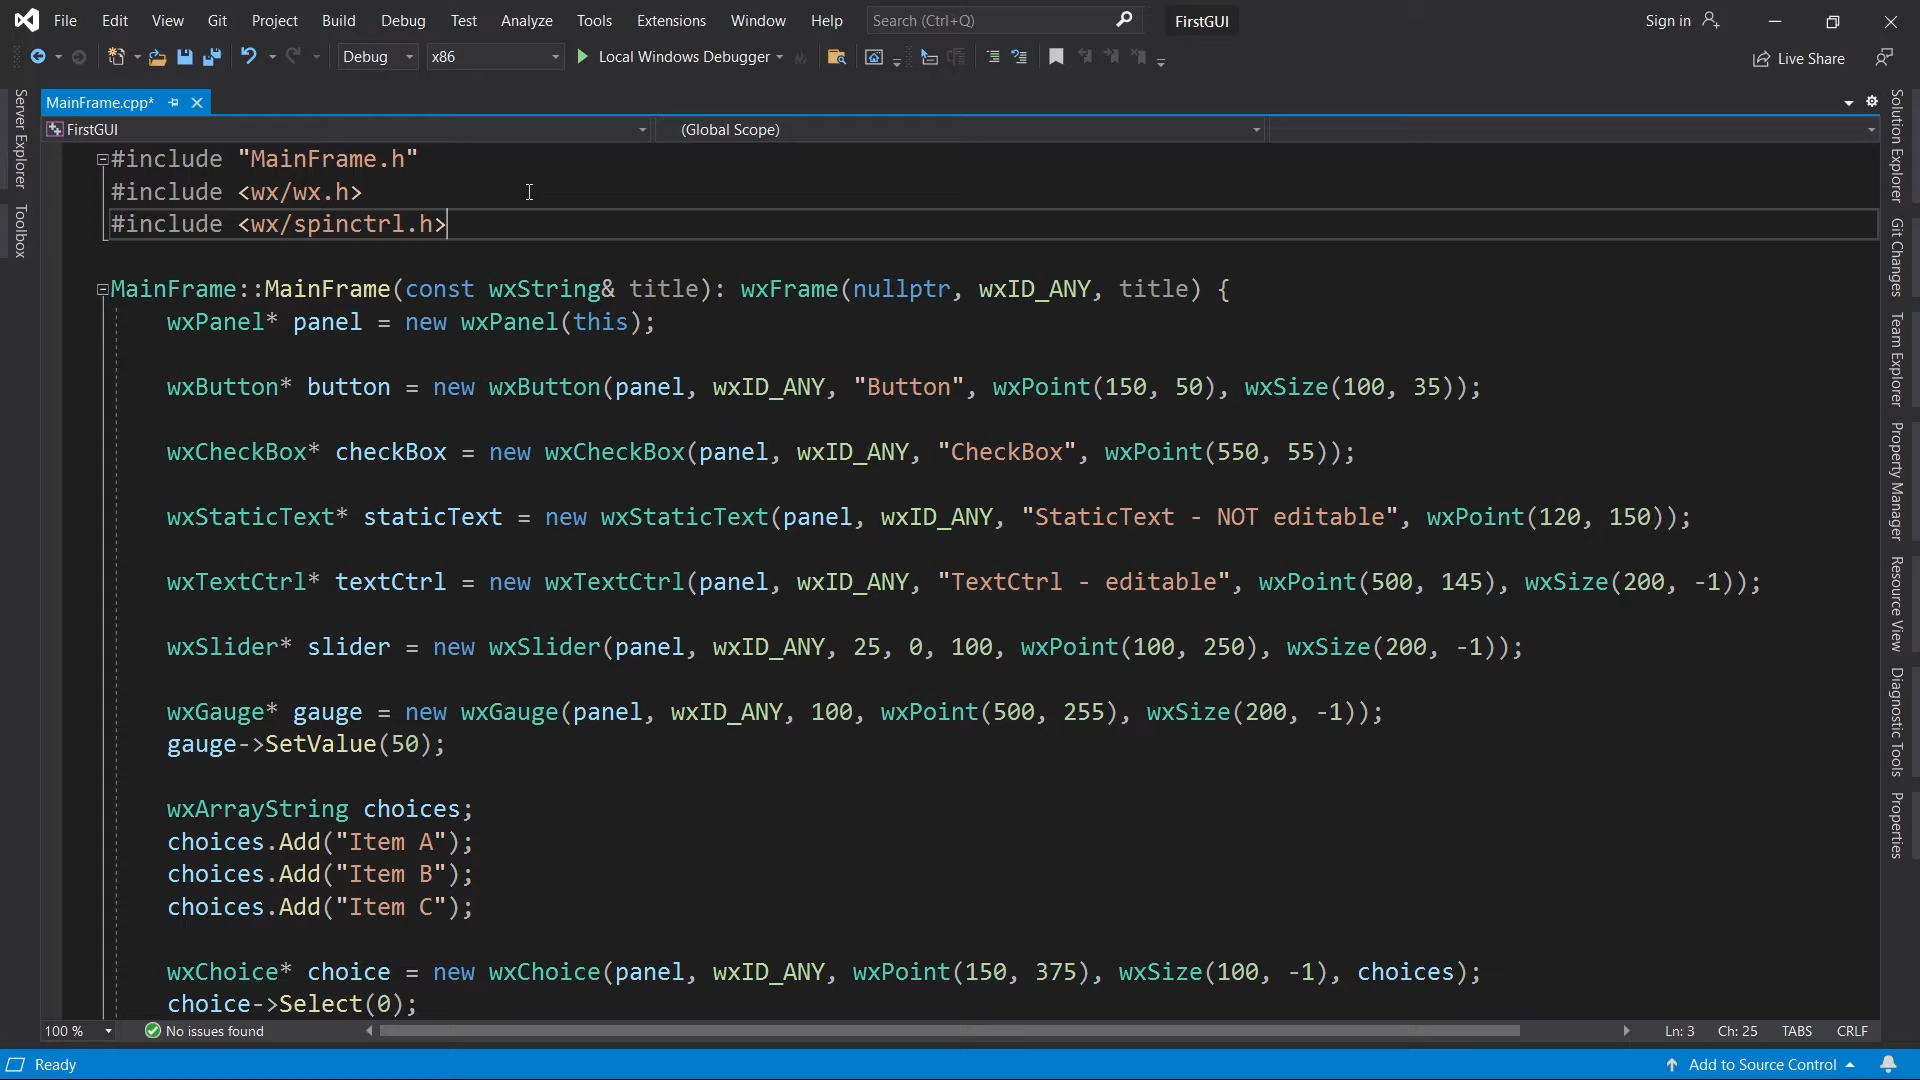 File Edit View Git Project Build Debug Test Analyze Tools Extensions Window Help Search (Ctrl+Q) FirstGUI Sign in
Debug x86 Local Windows Debugger Live Share
MainFrame.cpp*
FirstGUI (Global Scope)
Server Explorer
Toolbox
#include "MainFrame.h"
#include <wx/wx.h>
#include <wx/spinctrl.h>
MainFrame::MainFrame(const wxString& title): wxFrame(nullptr, wxID_ANY, title) {
wxPanel* panel = new wxPanel(this);
wxButton* button = new wxButton(panel, wxID_ANY, "Button", wxPoint(150, 50), wxSize(100, 35));
wxCheckBox* checkBox = new wxCheckBox(panel, wxID_ANY, "CheckBox", wxPoint(550, 55));
wxStaticText* staticText = new wxStaticText(panel, wxID_ANY, "StaticText - NOT editable", wxPoint(120, 150));
wxTextCtrl* textCtrl = new wxTextCtrl(panel, wxID_ANY, "TextCtrl - editable", wxPoint(500, 145), wxSize(200, -1));
wxSlider* slider = new wxSlider(panel, wxID_ANY, 25, 0, 100, wxPoint(100, 250), wxSize(200, -1));
wxGauge* gauge = new wxGauge(panel, wxID_ANY, 100, wxPoint(500, 255), wxSize(200, -1));
gauge->SetValue(50);
wxArrayString choices;
choices.Add("Item A");
choices.Add("Item B");
choices.Add("Item C");
wxChoice* choice = new wxChoice(panel, wxID_ANY, wxPoint(150, 375), wxSize(100, -1), choices);
choice->Select(0);
Solution Explorer
Git Changes
Team Explorer
Property Manager
Resource View
Diagnostic Tools
Properties
100 % No issues found Ln: 3 Ch: 25 TABS CRLF
Ready Add to Source Control